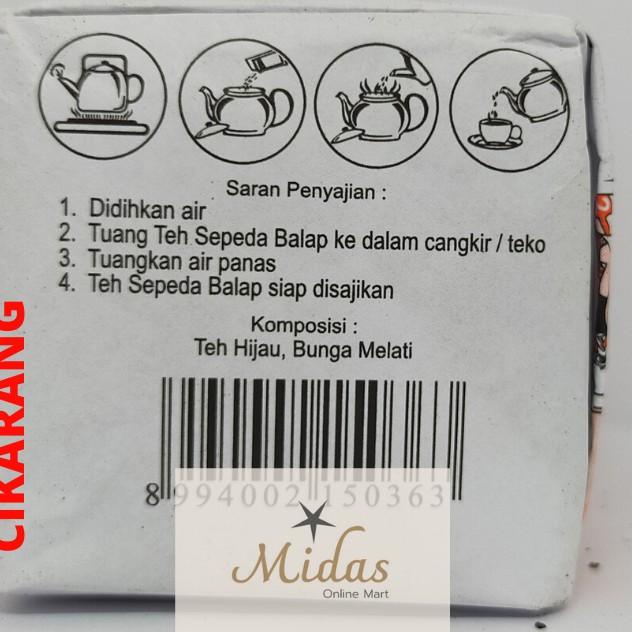 Saran Penyajian :
1. Didihkan air
2. Tuang Teh Sepeda Balap ke dalam cangkir / teko
3. Tuangkan air panas
4. Teh Sepeda Balap siap disajikan
Komposisi :
Teh Hijau, Bunga Melati
8 994002 150363
Midas
Online Mart
CIKARANG